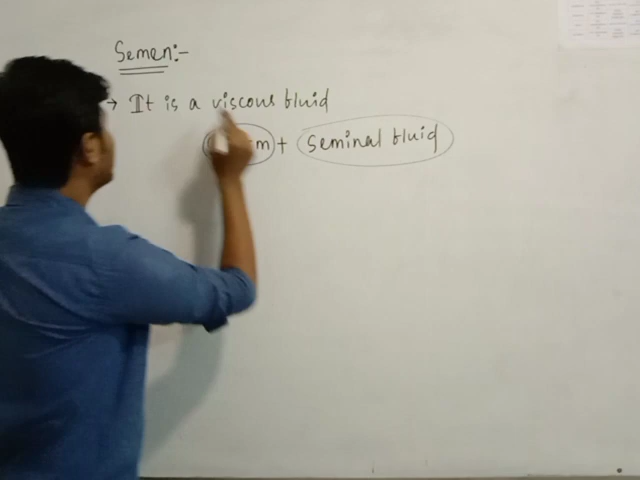 Semen:-
→ It is a viscous fluid
+ seminal fluid